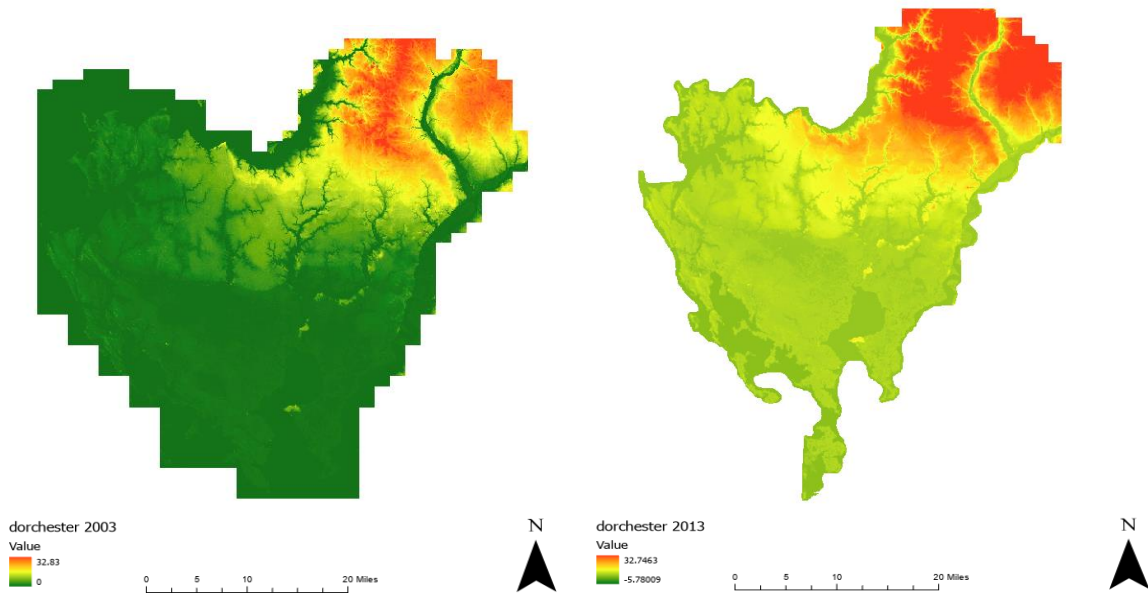 dorchester 2003
Value
32.83
0
N
0 5 10 20 Miles
dorchester 2013
Value
32.7463
-5.78009
N
0 5 10 20 Miles